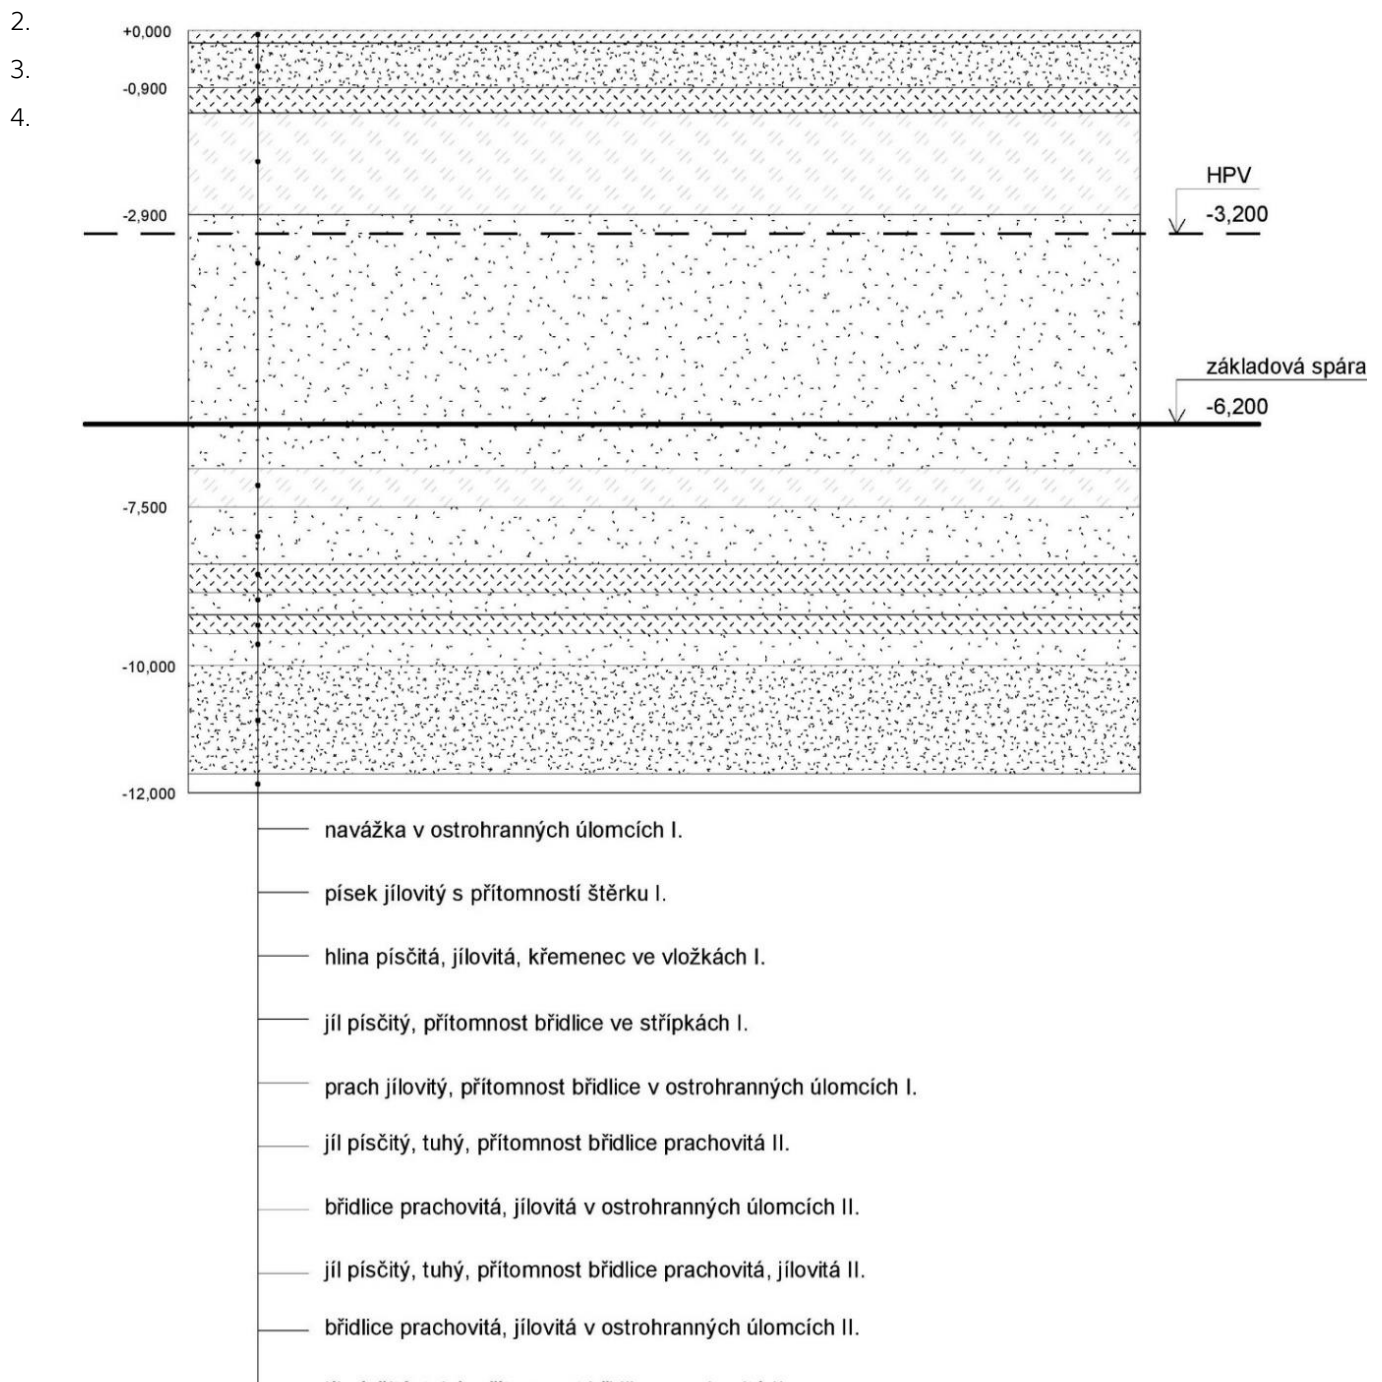 2.
3.
4.
+0,000
-0,900
-2,900
HPV
-3,200
základová spára
-6,200
-7,500
-10,000
-12,000
navážka v ostrohranných úlomcích I.
písek jílovitý s přítomností štěrku I.
hlina písčitá, jílovitá, křemenec ve vložkách I.
jíl písčitý, přítomnost břidlice ve střípkách I.
prach jílovitý, přítomnost břidlice v ostrohranných úlomcích I.
jíl písčitý, tuhý, přítomnost břidlice prachovitá II.
břidlice prachovitá, jílovitá v ostrohranných úlomcích II.
jíl písčitý, tuhý, přítomnost břidlice prachovitá, jílovitá II.
břidlice prachovitá, jílovitá v ostrohranných úlomcích II.